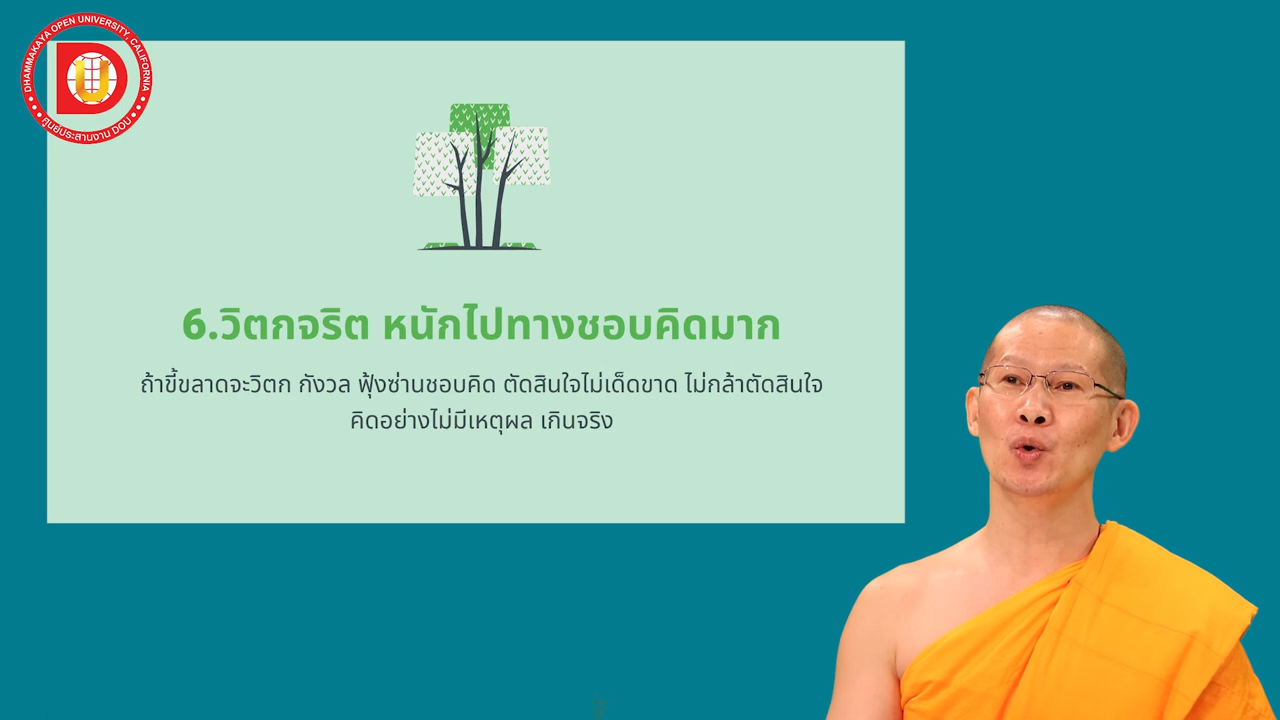 DHAMMAKAYA OPEN UNIVERSITY, CALIFORNIA
DU
ศูนย์ประสานงาน DOU
6.วิตกจริต หนักไปทางชอบคิดมาก
ถ้าขี้ขลาดจะวิตก กังวล ฟุ้งซ่านชอบคิด ตัดสินใจไม่เด็ดขาด ไม่กล้าตัดสินใจ
คิดอย่างไม่มีเหตุผล เกินจริง